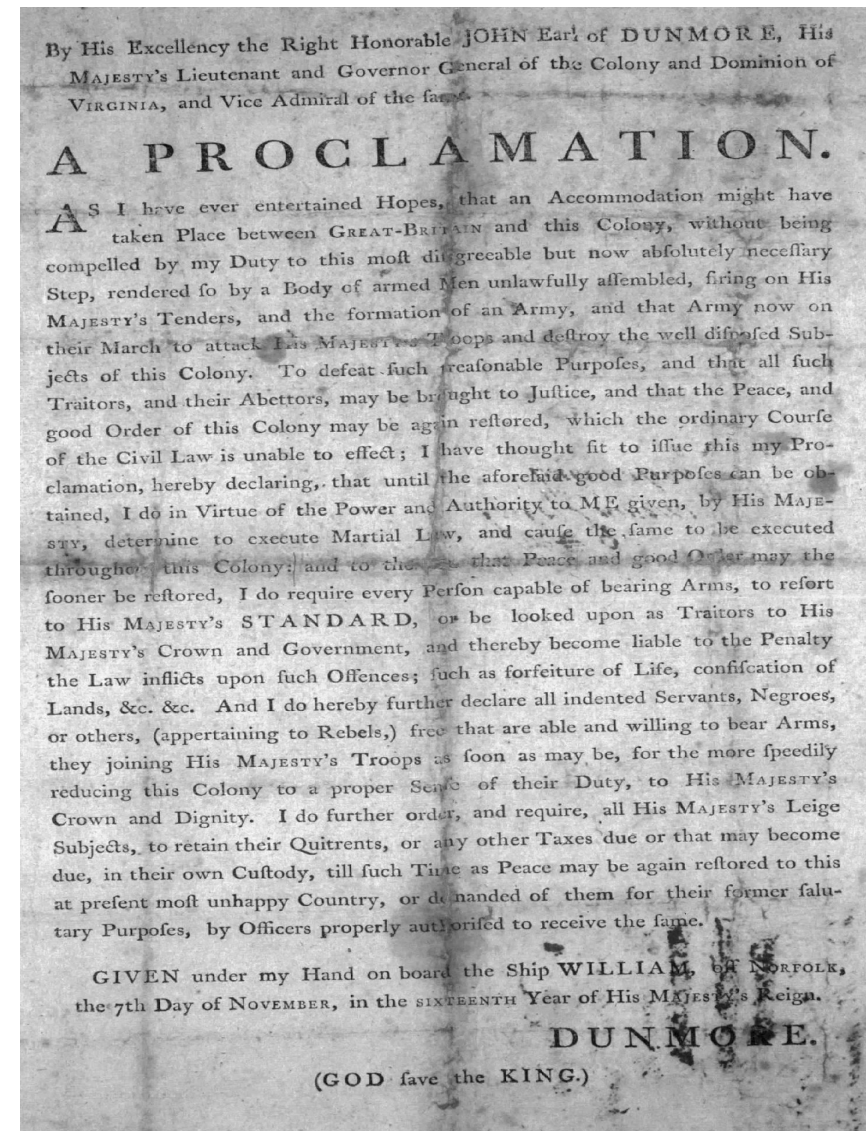 By His Excellency the Right Honorable JOHN Earl of DUNMORE, His
MAJESTY's Lieutenant and Governor General of the Colony and Dominion of
VIRGINIA, and Vice Admiral of the ſame.
A PROCLAMATION.
AS I have ever entertained Hopes, that an Accommodation might have
taken Place between GREAT-BRITAIN and this Colony, without being
compelled by my Duty to this moſt diſagreeable but now abſolutely neceſſary
Step, rendered ſo by a Body of armed Men unlawfully aſſembled, firing on His
MAJESTY's Tenders, and the formation of an Army, and that Army now on
their March to attack His MAJESTY's Troops and deſtroy the well diſpoſed Sub-
jects of this Colony. To defeat ſuch treaſonable Purpoſes, and that all ſuch
Traitors, and their Abettors, may be brought to Juſtice, and that the Peace, and
good Order of this Colony may be again reſtored, which the ordinary Courſe
of the Civil Law is unable to effect; I have thought fit to iſſue this my Pro-
clamation, hereby declaring, that until the aforeſaid good Purpoſes can be ob-
tained, I do in Virtue of the Power and Authority to ME given, by His MAJE-
STY, determine to execute Martial Law, and cauſe the ſame to be executed
throughout this Colony: and to the that Peace and good Order may the
ſooner be reſtored, I do require every Perſon capable of bearing Arms, to reſort
to His MAJESTY's STANDARD, or be looked upon as Traitors to His
MAJESTY's Crown and Government, and thereby become liable to the Penalty
the Law inflicts upon ſuch Offences; ſuch as forfeiture of Life, confiſcation of
Lands, &c. &c. And I do hereby further declare all indented Servants, Negroes,
or others, (appertaining to Rebels,) free that are able and willing to bear Arms,
they joining His MAJESTY's Troops as ſoon as may be, for the more ſpeedily
reducing this Colony to a proper Senſe of their Duty, to His MAJESTY's
Crown and Dignity. I do further order, and require, all His MAJESTY's Leige
Subjects, to retain their Quitrents, or any other Taxes due or that may become
due, in their own Cuſtody, till ſuch Time as Peace may be again reſtored to this
at preſent moſt unhappy Country, or demanded of them for their former ſalu-
tary Purpoſes, by Officers properly authoriſed to receive the ſame.
GIVEN under my Hand on board the Ship WILLIAM, off NORFOLK,
the 7th Day of NOVEMBER, in the SIXTEENTH Year of His MAJESTY's Reign.
DUNMORE.
(GOD ſave the KING.)